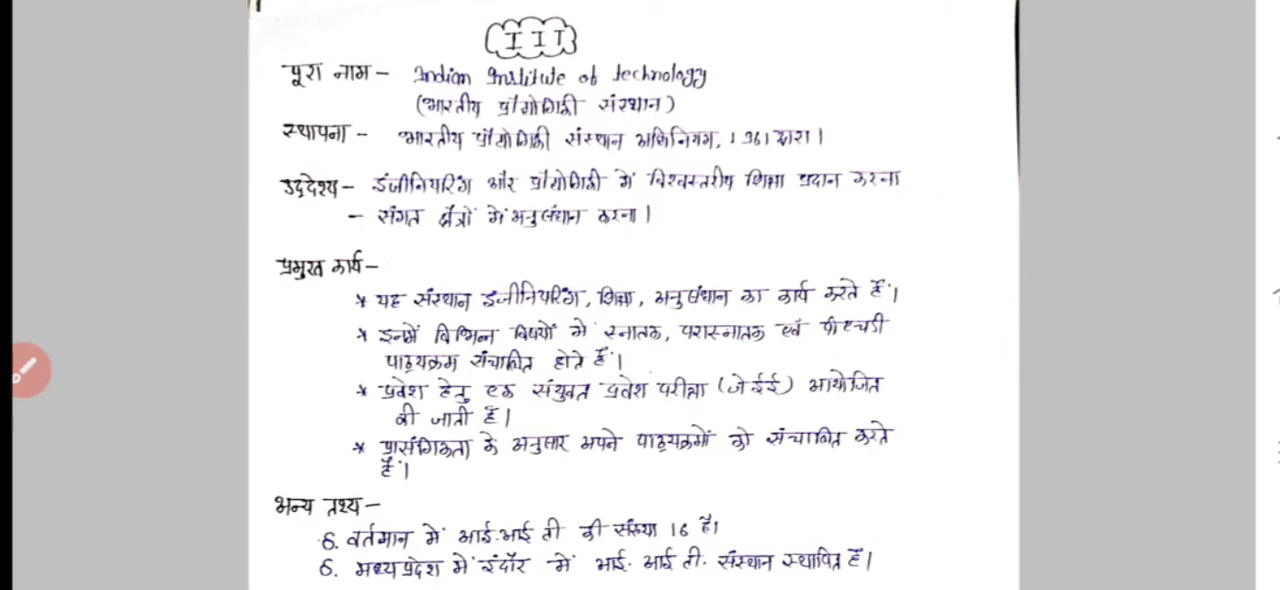 IIT
पूरा नाम - Indian Institute of technology
(भारतीय प्रौद्योगिकी संस्थान)
स्थापना - भारतीय प्रौद्योगिकी संस्थान अधिनियम, 1961 द्वारा।
उद्देश्य - इंजीनियरिंग और प्रौद्योगिकी में विश्वस्तरीय शिक्षा प्रदान करना
- संगत क्षेत्रों में अनुसंधान करना।
प्रमुख कार्य -
* यह संस्थान इंजीनियरिंग, शिक्षा, अनुसंधान का कार्य करते हैं।
* इनमें विभिन्न विषयों में स्नातक, परास्नातक एवं पीएचडी
पाठ्यक्रम संचालित होते हैं।
* प्रवेश हेतु एक संयुक्त प्रवेश परीक्षा (जेईई) आयोजित
की जाती है।
* प्रासंगिकता के अनुसार अपने पाठ्यक्रमों को संचालित करते
हैं।
अन्य तथ्य -
6. वर्तमान में आई.आई टी की संख्या 16 है।
6. मध्यप्रदेश में इंदौर में आई. आई टी. संस्थान स्थापित है।